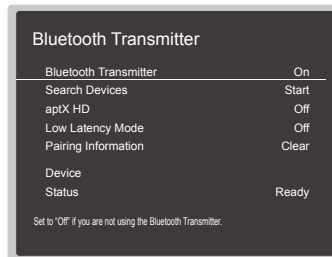 Bluetooth Transmitter
Bluetooth Transmitter On
Search Devices Start
aptX HD Off
Low Latency Mode Off
Pairing Information Clear
Device
Status Ready
Set to “Off” if you are not using the Bluetooth Transmitter.